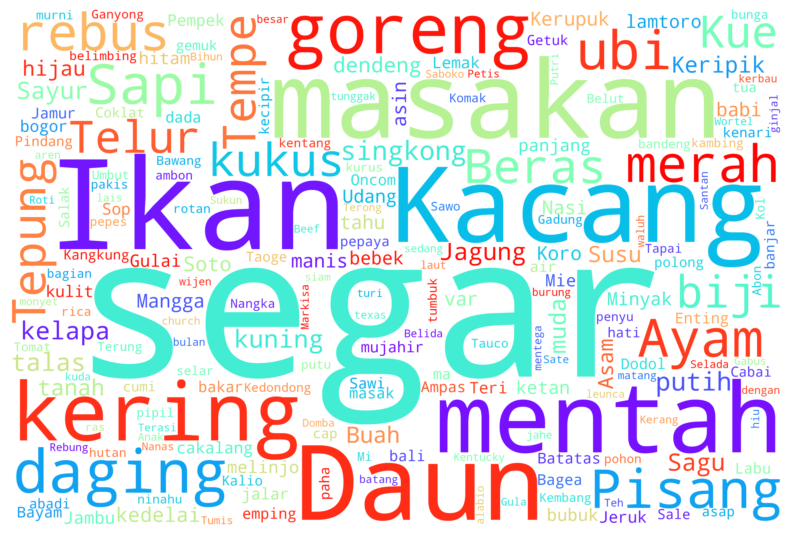 murni Ganyong besar Pempek Kerupuk lamtoro bunga
rebus goreng ubi Kue
belimbing gemuk hitam Bihun Getuk
hijau Tempe dendeng Lemak Keripik kerbau
Sayur Sapi masakan Saboko Petis Putri tua
Jamur Coklat dada kecipir tunggak asin Komak Belut Wortel ginjal
bogor Telur kentang babi kenari
Pindang kukus singkong panjang bandeng kambing
aren Umbut Bawang kurus Oncom Beras merah
pakis ambon Ikan Kacang Sawo Nasi Santan
Roti lais rotan Sukun Udang Terong Gadung Kol
Salak pepes Sop Beef tahu sedang waluh Tapai banjar
Kangkung Taoge pepaya Jagung Koro Susu polong Abon
Tepung Gulai manis bebek laut air
kulit Soto siam Mie burung penyu
monyet wijen Markisa turi tumbuk var Minyak biji
rica Mangga Nangka texas Belida muda hati Enting
church segar
Tomat kelapa bulan kuning mujahir Tauco mentega Sate Asam Ayam
Terung putu Dodol Selada Gabus
talas kuda selar Sawi ma matang Cabai
tanah cumi bakar Kedondong masak Ampas Teri ketan leunca putih dengan
kering Daun mentah
pipil Domba Buah Kerang hiu
Terasi ras cap jahe
Rebung Anak Nanas cakalang Mi bali Kentucky Batatas pohon Sagu Labu
daging hutan Kalio melinjo paha batang Bagea Pisang
abadi ninahu jalar Gula Kembang Teh
Bayam Jambu kedelai Tumis emping alabio bubuk Jeruk Sale asap